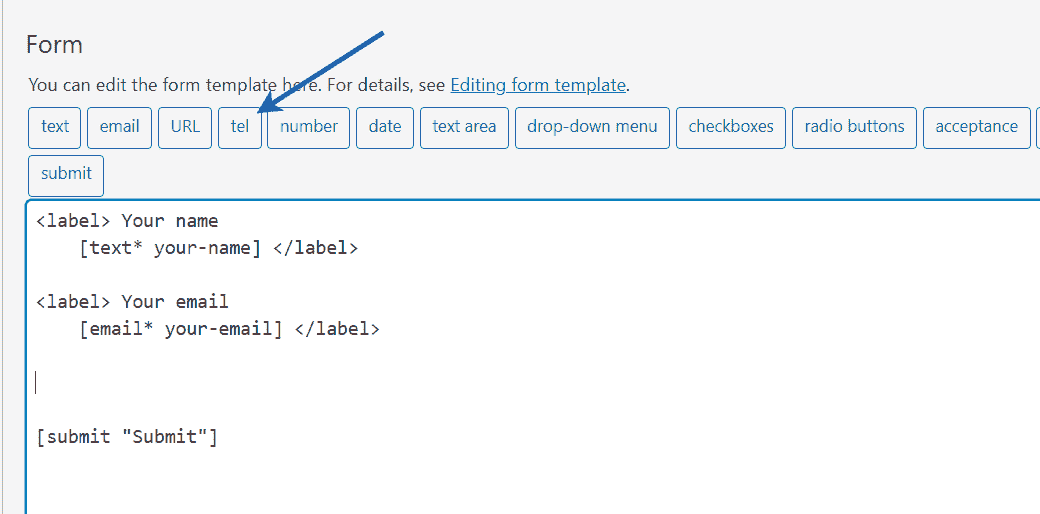 Form
You can edit the form template here. For details, see Editing form template.
text email URL tel number date text area drop-down menu checkboxes radio buttons acceptance
submit
<label> Your name
[text* your-name] </label>
<label> Your email
[email* your-email] </label>
[submit "Submit"]